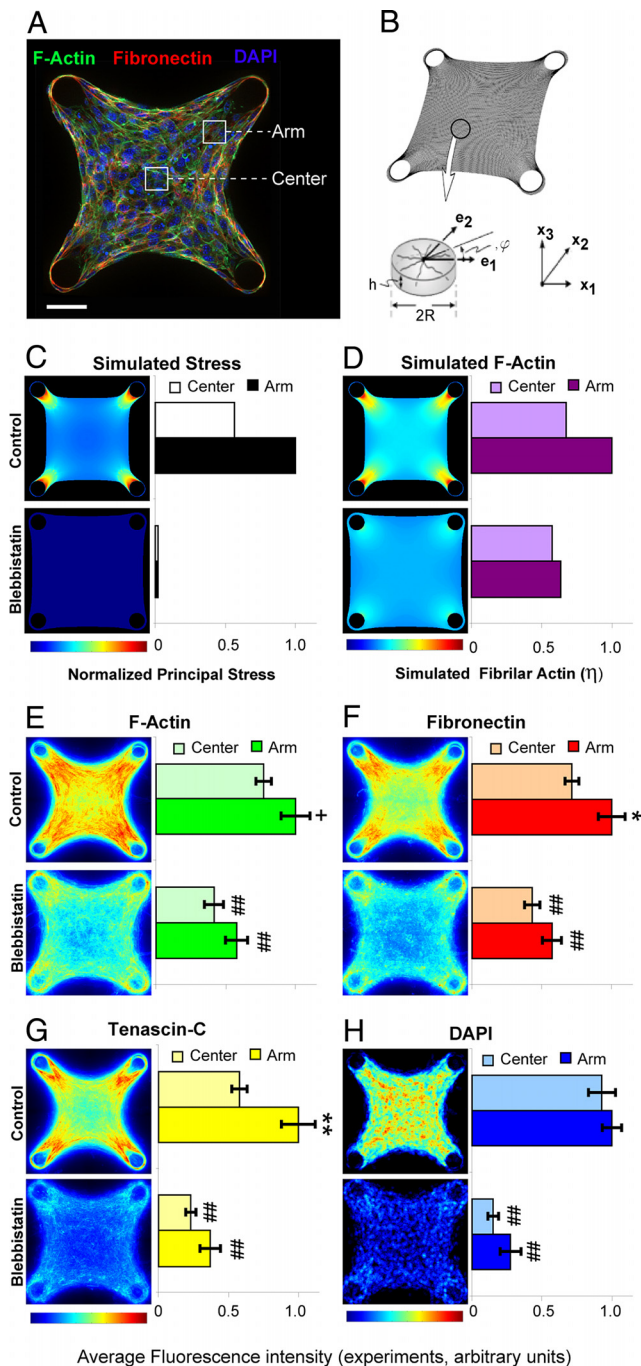 A
F-Actin Fibronectin DAPI
Arm
Center
B
e2
φ
e1
h
2R
x3
x2
x1
C
Simulated Stress
Center Arm
Control
Blebbistatin
0 0.5 1.0
Normalized Principal Stress
D
Simulated F-Actin
Center Arm
0 0.5 1.0
Simulated Fibrilar Actin (η)
E
F-Actin
Center Arm
Control
+
Blebbistatin
##
##
F
Fibronectin
Center Arm
*
##
##
G
Tenascin-C
Center Arm
Control
**
Blebbistatin
##
##
0 0.5 1.0
H
DAPI
Center Arm
##
##
0 0.5 1.0
Average Fluorescence intensity (experiments, arbitrary units)